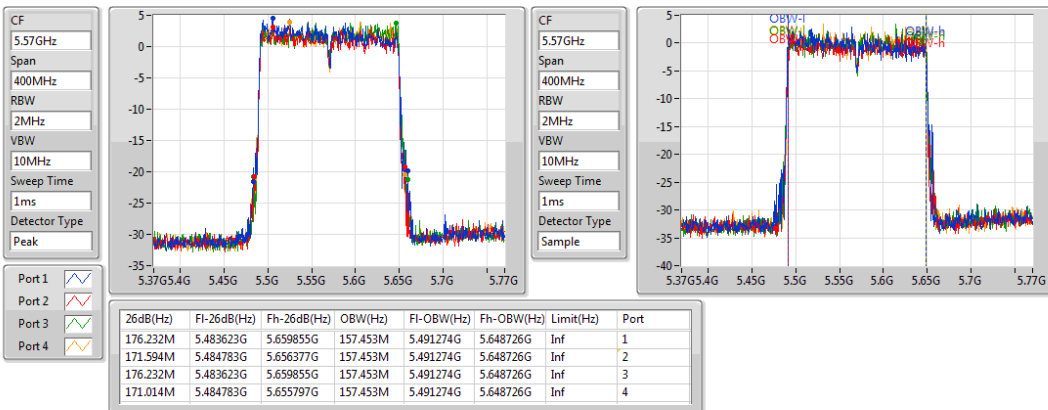 CF
5.57GHz
Span
400MHz
RBW
2MHz
VBW
10MHz
Sweep Time
1ms
Detector Type
Peak
5
0
-5
-10
-15
-20
-25
-30
-35
5.37G 5.4G 5.45G 5.5G 5.55G 5.6G 5.65G 5.7G 5.77G
CF
5.57GHz
Span
400MHz
RBW
2MHz
VBW
10MHz
Sweep Time
1ms
Detector Type
Sample
5
0
-5
-10
-15
-20
-25
-30
-35
-40
OBW-l
5.37G 5.4G 5.45G 5.5G 5.55G 5.6G 5.65G 5.7G 5.77G
Port 1
Port 2
Port 3
Port 4
26dB(Hz) Fl-26dB(Hz) Fh-26dB(Hz) OBW(Hz) Fl-OBW(Hz) Fh-OBW(Hz) Limit(Hz) Port
176.232M 5.483623G 5.659855G 157.453M 5.491274G 5.648726G Inf 1
171.594M 5.484783G 5.656377G 157.453M 5.491274G 5.648726G Inf 2
176.232M 5.483623G 5.659855G 157.453M 5.491274G 5.648726G Inf 3
171.014M 5.484783G 5.655797G 157.453M 5.491274G 5.648726G Inf 4